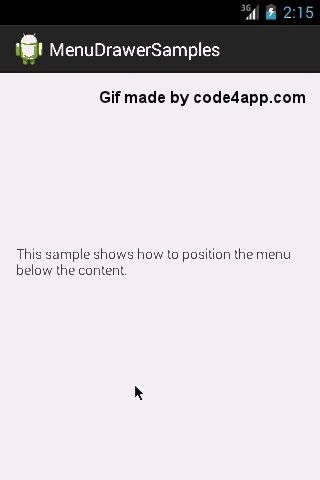 3G 2:15
MenuDrawerSamples
Gif made by code4app.com
This sample shows how to position the menu
below the content.